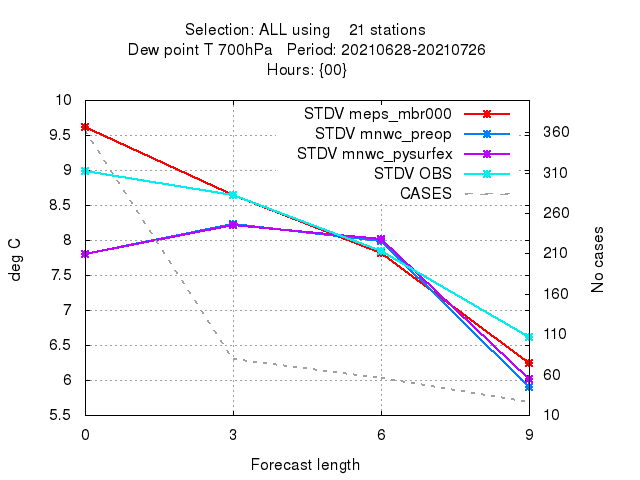 Selection: ALL using    21 stations
Dew point T 700hPa   Period: 20210628-20210726
Hours: {00}
STDV meps_mbr000
STDV mnwc_preop
STDV mnwc_pysurfex
STDV OBS
CASES
deg C
10
9.5
9
8.5
8
7.5
7
6.5
6
5.5
No cases
360
310
260
210
160
110
60
10
0 3 6 9
Forecast length